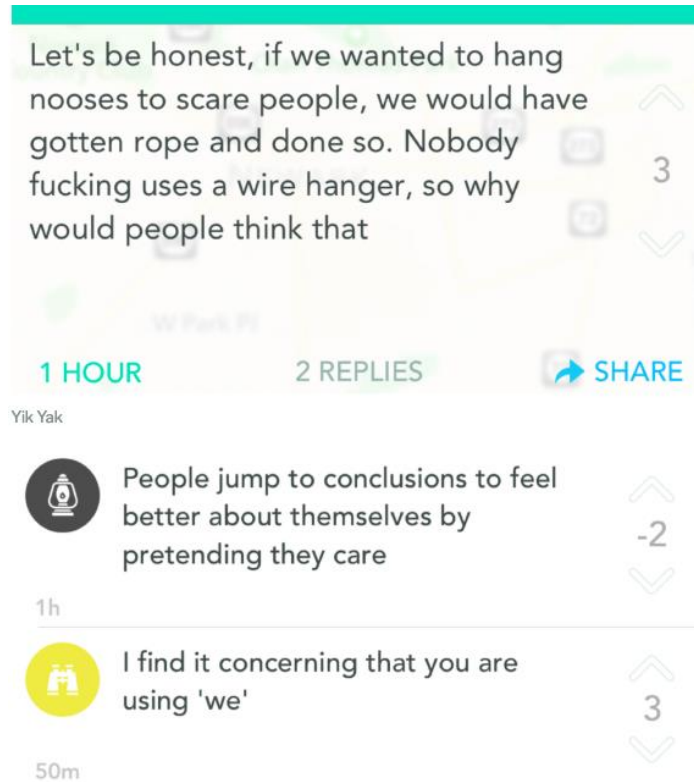 Let's be honest, if we wanted to hang
nooses to scare people, we would have
gotten rope and done so. Nobody
fucking uses a wire hanger, so why
would people think that
3
W Park Pl
1 HOUR 2 REPLIES SHARE
Yik Yak
People jump to conclusions to feel
better about themselves by
pretending they care
-2
1h
I find it concerning that you are
using 'we'
3
50m